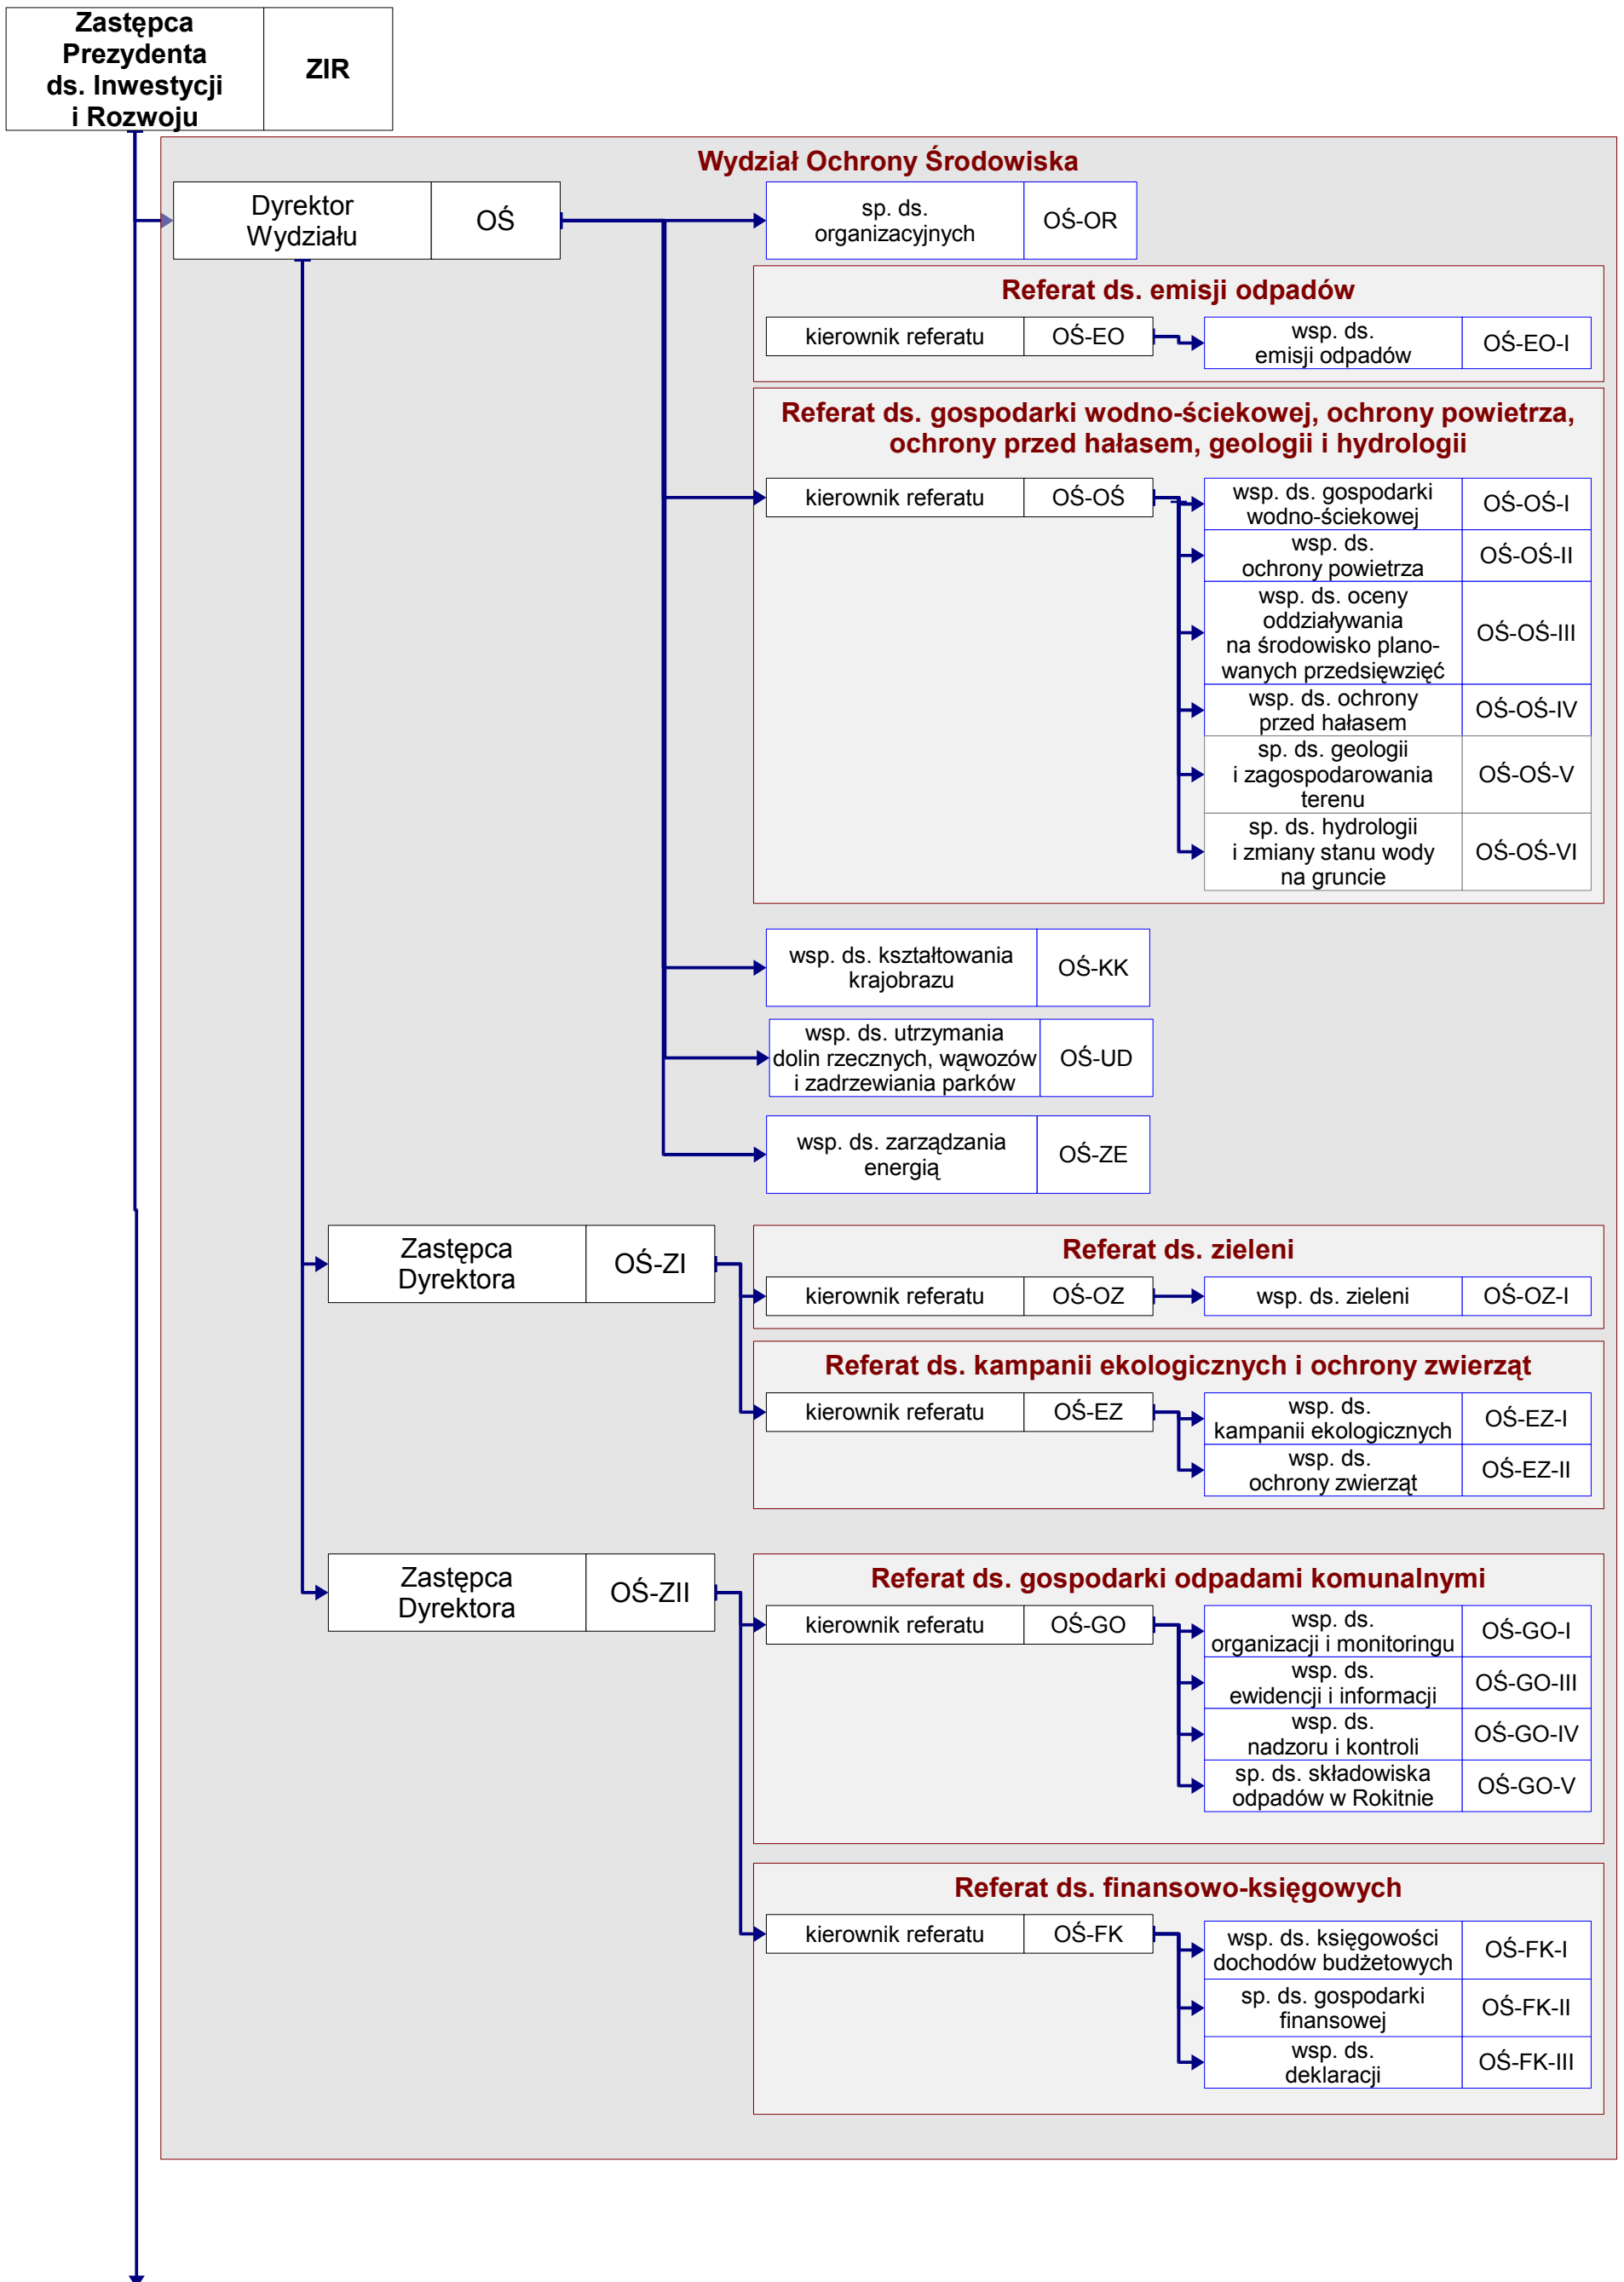 Zastępca
Prezydenta
ds. Inwestycji
i Rozwoju
ZIR
Wydział Ochrony Środowiska
Dyrektor
Wydziału
OŚ
sp. ds.
organizacyjnych
OŚ-OR
Referat ds. emisji odpadów
kierownik referatu
OŚ-EO
wsp. ds.
emisji odpadów
OŚ-EO-I
Referat ds. gospodarki wodno-ściekowej, ochrony powietrza,
ochrony przed hałasem, geologii i hydrologii
kierownik referatu
OŚ-OŚ
wsp. ds. gospodarki
wodno-ściekowej
OŚ-OŚ-I
wsp. ds.
ochrony powietrza
OŚ-OŚ-II
wsp. ds. oceny
oddziaływania
na środowisko plano-
wanych przedsięwzięć
OŚ-OŚ-III
wsp. ds. ochrony
przed hałasem
OŚ-OŚ-IV
sp. ds. geologii
i zagospodarowania
terenu
OŚ-OŚ-V
sp. ds. hydrologii
i zmiany stanu wody
na gruncie
OŚ-OŚ-VI
wsp. ds. kształtowania
krajobrazu
OŚ-KK
wsp. ds. utrzymania
dolin rzecznych, wąwozów
i zadrzewiania parków
OŚ-UD
wsp. ds. zarządzania
energią
OŚ-ZE
Zastępca
Dyrektora
OŚ-ZI
Referat ds. zieleni
kierownik referatu
OŚ-OZ
wsp. ds. zieleni
OŚ-OZ-I
Referat ds. kampanii ekologicznych i ochrony zwierząt
kierownik referatu
OŚ-EZ
wsp. ds.
kampanii ekologicznych
OŚ-EZ-I
wsp. ds.
ochrony zwierząt
OŚ-EZ-II
Zastępca
Dyrektora
OŚ-ZII
Referat ds. gospodarki odpadami komunalnymi
kierownik referatu
OŚ-GO
wsp. ds.
organizacji i monitoringu
OŚ-GO-I
wsp. ds.
ewidencji i informacji
OŚ-GO-III
wsp. ds.
nadzoru i kontroli
OŚ-GO-IV
sp. ds. składowiska
odpadów w Rokitnie
OŚ-GO-V
Referat ds. finansowo-księgowych
kierownik referatu
OŚ-FK
wsp. ds. księgowości
dochodów budżetowych
OŚ-FK-I
sp. ds. gospodarki
finansowej
OŚ-FK-II
wsp. ds.
deklaracji
OŚ-FK-III